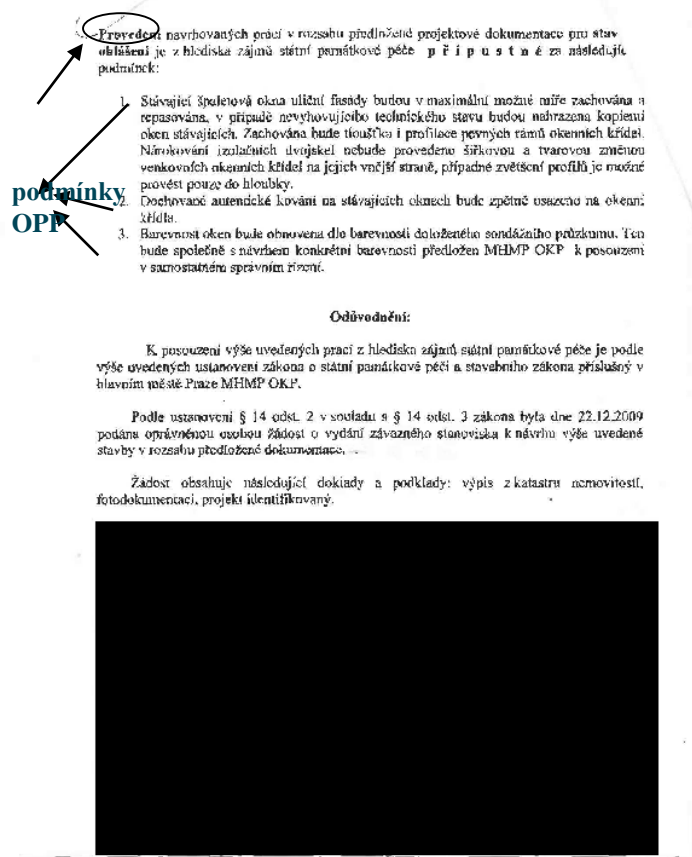 Provedení navrhovaných prací v rozsahu předložené projektové dokumentace pro stav
ohlášení je z hlediska zájmů státní památkové péče p ř í p u s t n é za následujíc
podmínek:
1. Stávající špaletová okna uliční fasády budou v maximální možné míře zachována a
repasována, v případě nevyhovujícího technického stavu budou nahrazena kopiemi
oken stávajících. Zachována bude tloušťka i profilace pevných rámů okenních křídel.
Nárokování izolačních dvojskel nebude provedeno šířkovou a tvarovou změnou
venkovních okenních křídel na jejich vnější straně, případné zvětšení profilů je možné
provést pouze do hloubky.
podmínky
2. Dochované autentické kování na stávajících oknech bude zpětně osazeno na okenní
křídla.
OPP
3. Barevnost oken bude obnovena dle barevnosti doloženého sondážního průzkumu. Ten
bude společně s návrhem konkrétní barevnosti předložen MHMP OKP k posouzení
v samostatném správním řízení.
Odůvodnění:
K posouzení výše uvedených prací z hlediska zájmů státní památkové péče je podle
výše uvedených ustanovení zákona o státní památkové péči a stavebního zákona příslušný v
hlavním městě Praze MHMP OKP.
Podle ustanovení § 14 odst. 2 v souladu s § 14 odst. 3 zákona byla dne 22.12.2009
podána oprávněnou osobou žádost o vydání závazného stanoviska k návrhu výše uvedené
stavby v rozsahu předložené dokumentace.
Žádost obsahuje následující doklady a podklady: výpis z katastru nemovitostí,
fotodokumentaci, projekt identifikovaný.